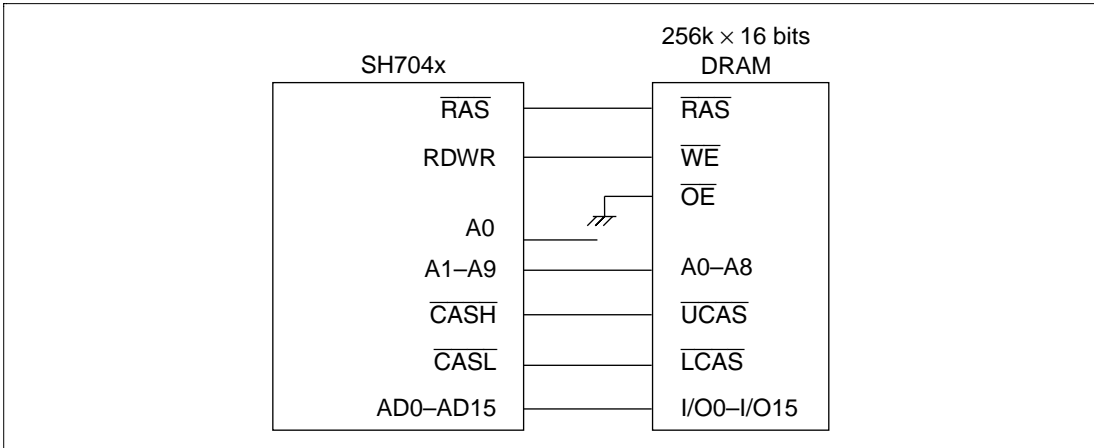 256k × 16 bits
SH704x DRAM
RAS RAS
RDWR WE
OE
A0
A1–A9 A0–A8
CASH UCAS
CASL LCAS
AD0–AD15 I/O0–I/O15